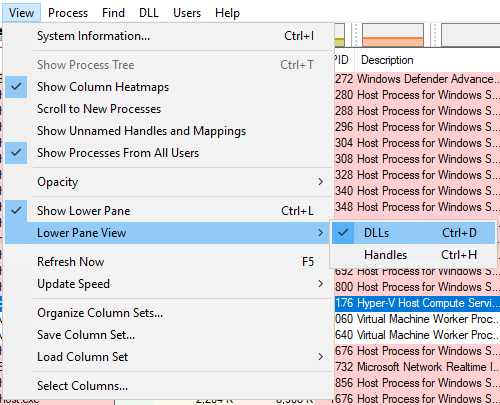 View Process Find DLL Users Help
System Information... Ctrl+I
Show Process Tree Ctrl+T
Show Column Heatmaps
Scroll to New Processes
Show Unnamed Handles and Mappings
Show Processes From All Users
Opacity
Show Lower Pane Ctrl+L
Lower Pane View
Refresh Now F5
Update Speed
Organize Column Sets...
Save Column Set...
Load Column Set
Select Columns...
DLLs Ctrl+D
Handles Ctrl+H
PID Description
272 Windows Defender Advance...
280 Host Process for Windows S...
288 Host Process for Windows S...
296 Host Process for Windows S...
304 Host Process for Windows S...
308 Host Process for Windows S...
328 Host Process for Windows S...
340 Host Process for Windows S...
348 Host Process for Windows S...
692 Host Process for Windows S...
800 Host Process for Windows S...
176 Hyper-V Host Compute Servi...
060 Virtual Machine Worker Proc...
640 Virtual Machine Worker Proc...
676 Host Process for Windows S...
732 Microsoft Network Realtime I...
856 Host Process for Windows S...
676 Host Process for Windows S...